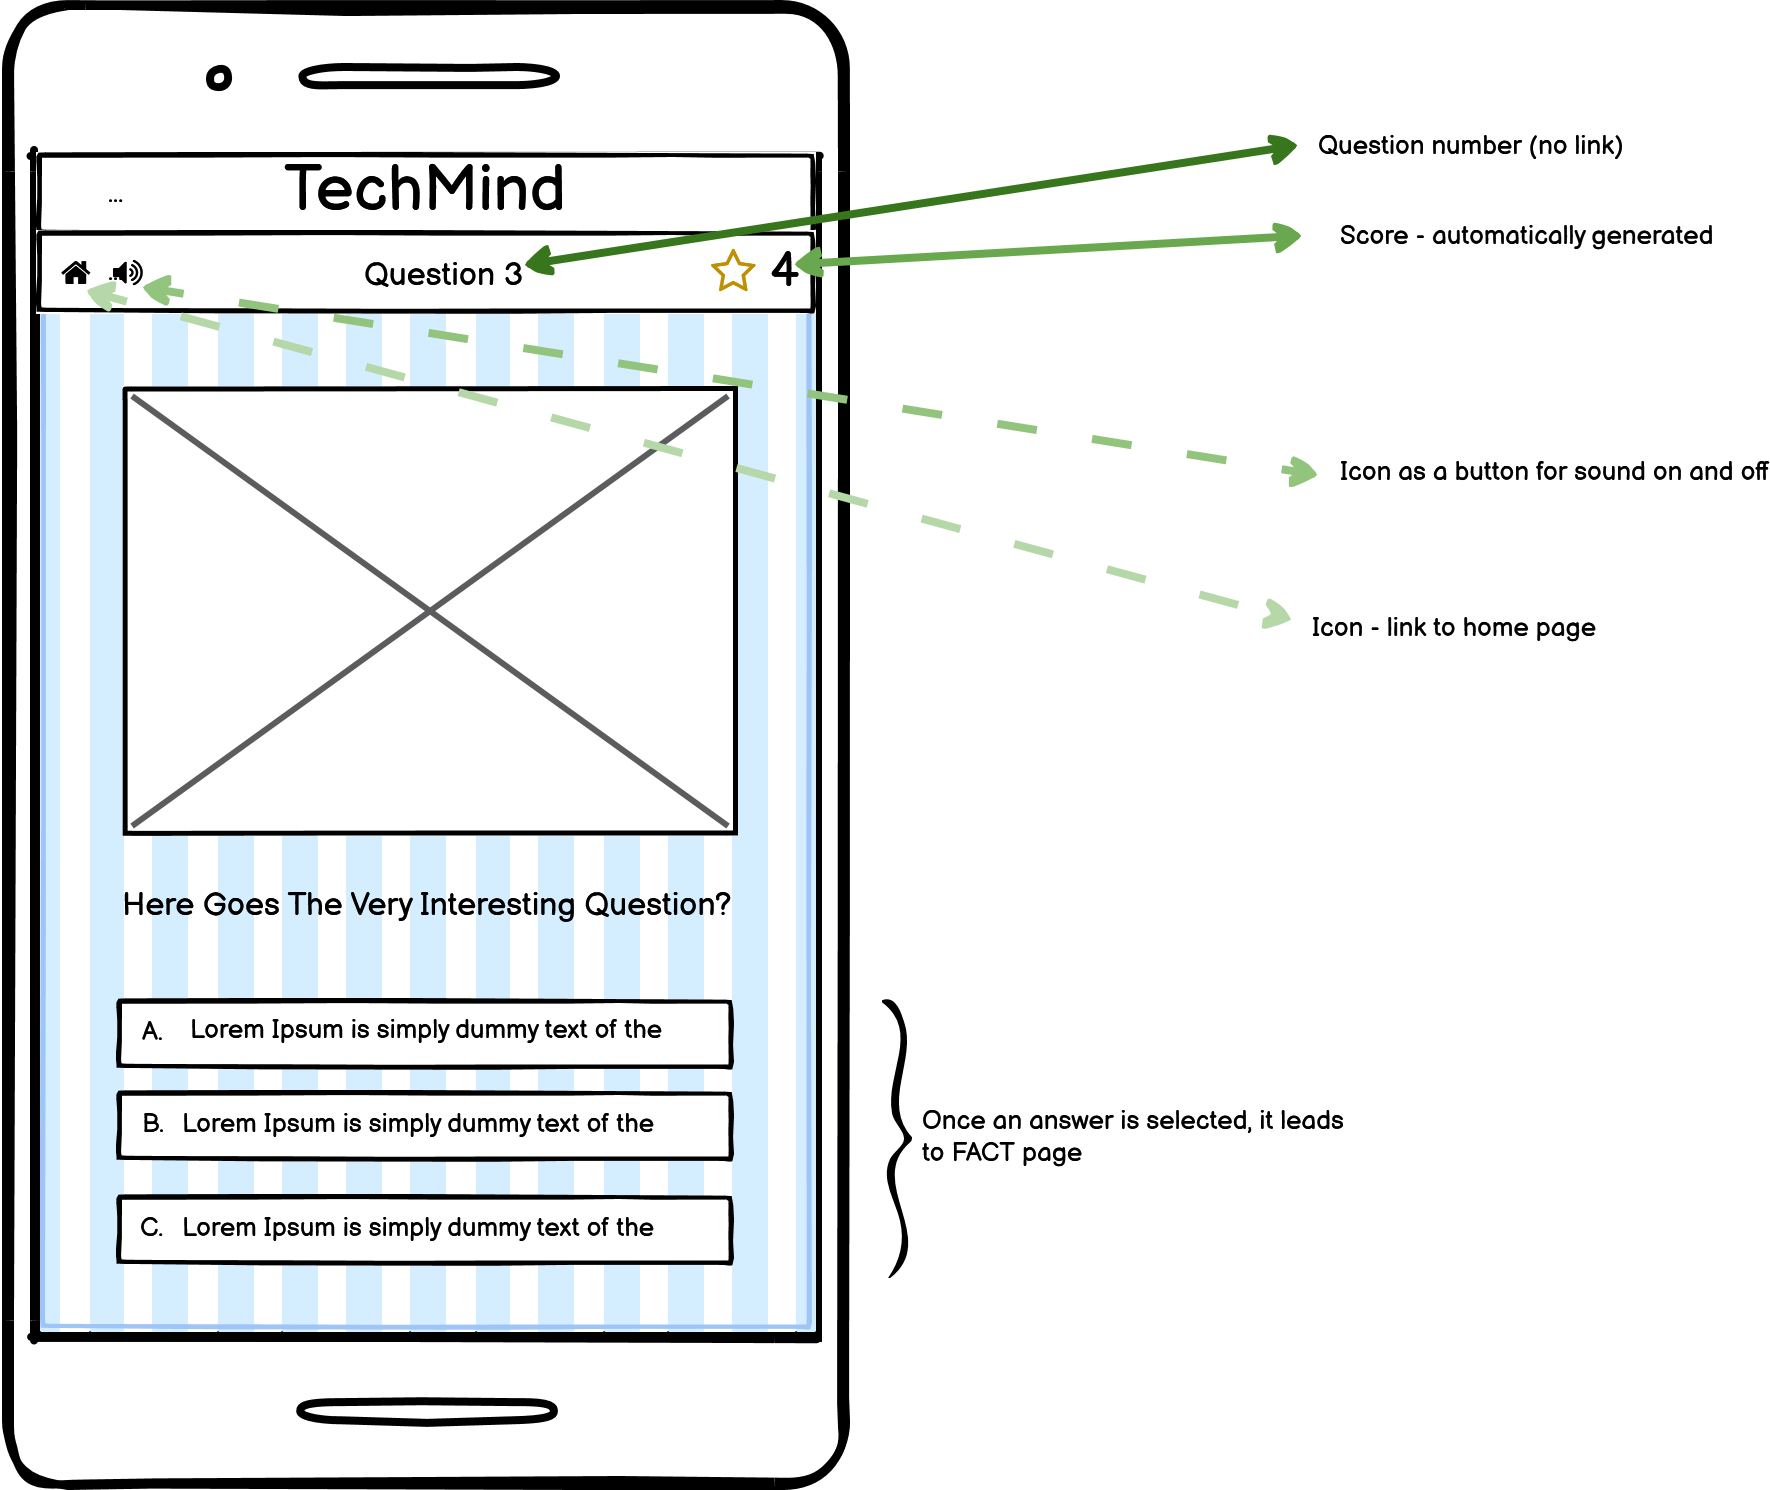 TechMind
...
Question 3
4
Question number (no link)
Score - automatically generated
Icon as a button for sound on and off
Icon - link to home page
Here Goes The Very Interesting Question?
A. Lorem Ipsum is simply dummy text of the
B. Lorem Ipsum is simply dummy text of the
C. Lorem Ipsum is simply dummy text of the
Once an answer is selected, it leads
to FACT page